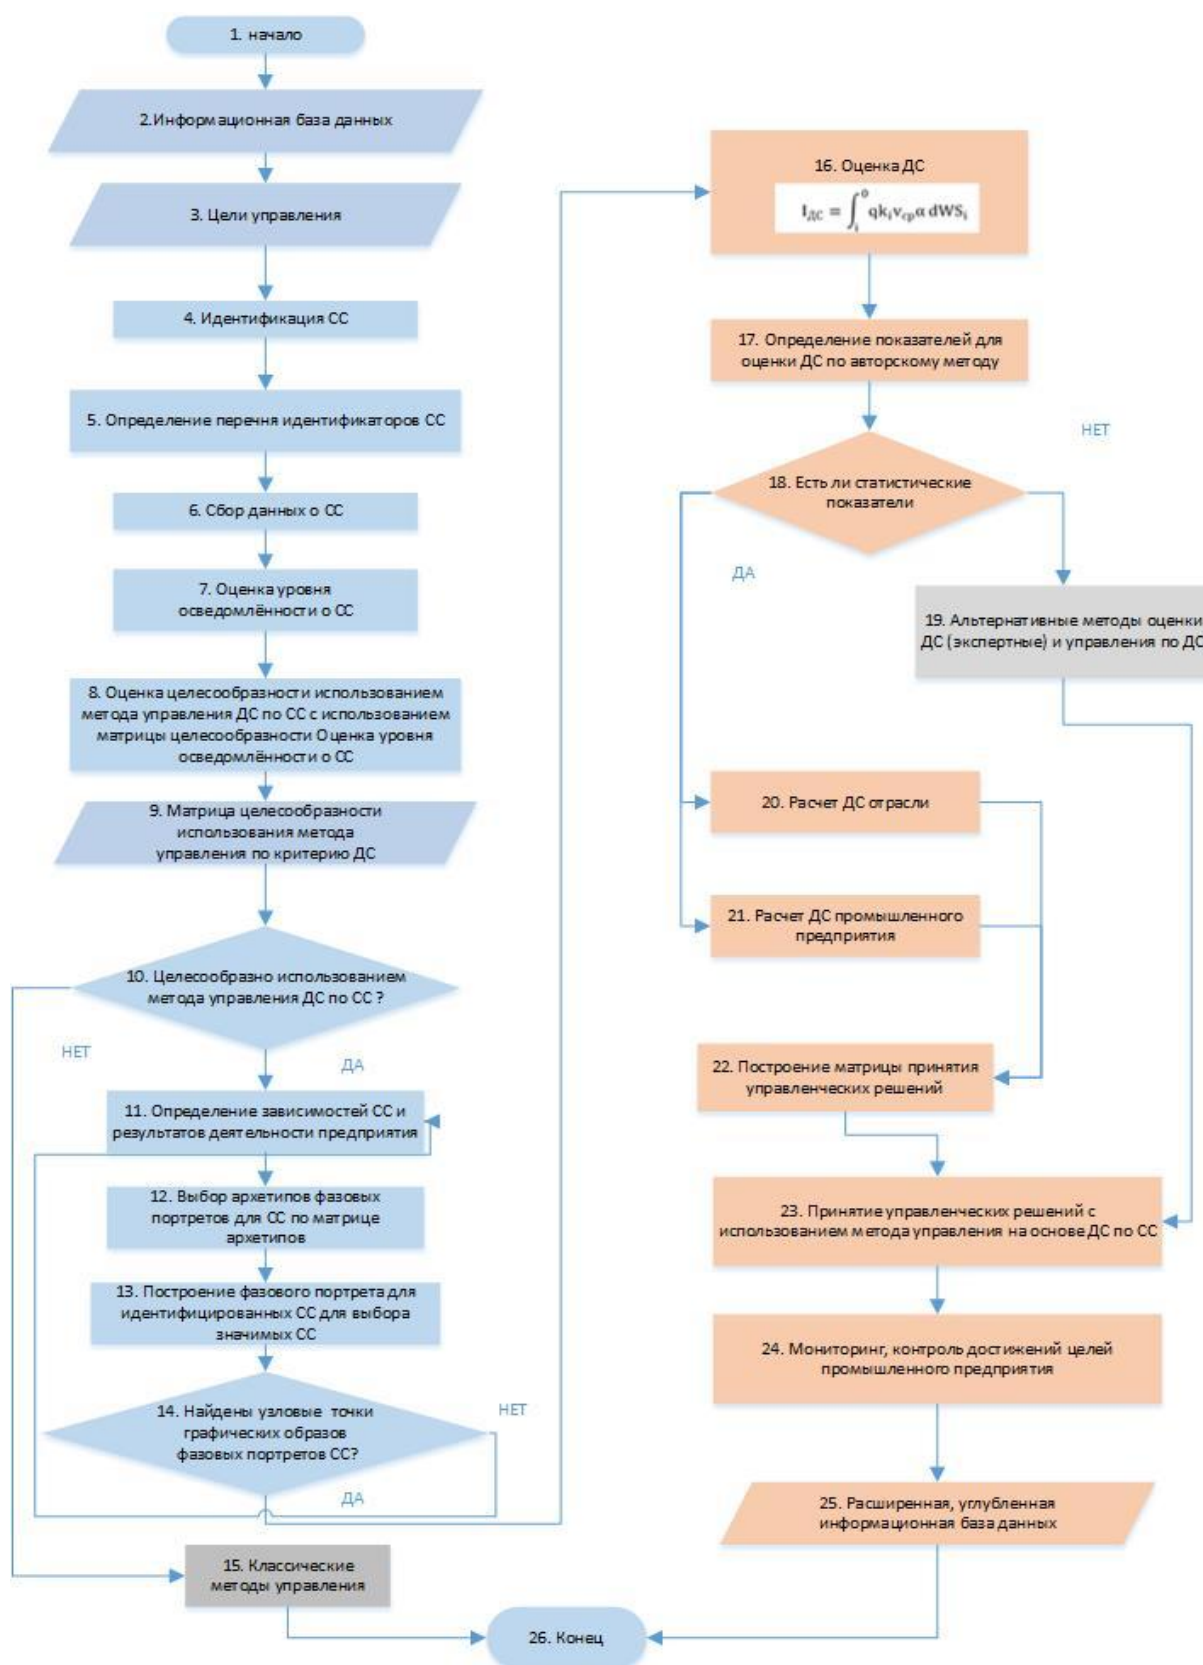 1. начало
2.Информационная база данных
3. Цели управления
4. Идентификация СС
5. Определение перечня идентификаторов СС
6. Сбор данных о СС
7. Оценка уровня
осведомлённости о СС
8. Оценка целесообразности использованием
метода управления ДС по СС с использованием
матрицы целесообразности Оценка уровня
осведомлённости о СС
9. Матрица целесообразности
использования метода
управления по критерию ДС
10. Целесообразно использованием
метода управления ДС по СС ?
НЕТ
ДА
11. Определение зависимостей СС и
результатов деятельности предприятия
12. Выбор архетипов фазовых
портретов для СС по матрице
архетипов
13. Построение фазового портрета для
идентифицированных СС для выбора
значимых СС
14. Найдены узловые точки
графических образов
фазовых портретов СС?
НЕТ
ДА
15. Классические
методы управления
16. Оценка ДС
I_ДС = ∫_i^0 qk_i v_ср α dWS_i
17. Определение показателей для
оценки ДС по авторскому методу
НЕТ
18. Есть ли статистические
показатели
ДА
19. Альтернативные методы оценки
ДС (экспертные) и управления по ДС
20. Расчет ДС отрасли
21. Расчет ДС промышленного
предприятия
22. Построение матрицы принятия
управленческих решений
23. Принятие управленческих решений с
использованием метода управления на основе ДС по СС
24. Мониторинг, контроль достижений целей
промышленного предприятия
25. Расширенная, углубленная
информационная база данных
26. Конец